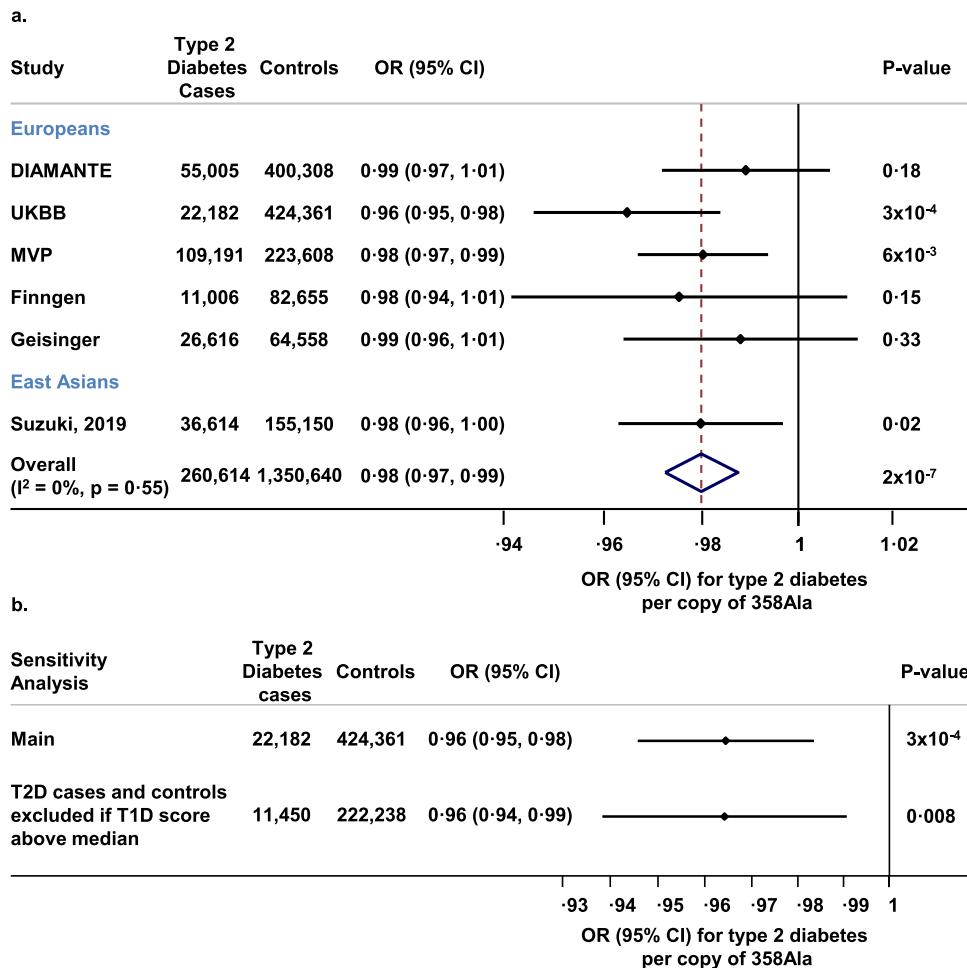 a.
Study Type 2 Diabetes Cases Controls OR (95% CI) P-value
Europeans
DIAMANTE 55,005 400,308 0·99 (0·97, 1·01) 0·18
UKBB 22,182 424,361 0·96 (0·95, 0·98) 3x10⁻⁴
MVP 109,191 223,608 0·98 (0·97, 0·99) 6x10⁻³
Finngen 11,006 82,655 0·98 (0·94, 1·01) 0·15
Geisinger 26,616 64,558 0·99 (0·96, 1·01) 0·33
East Asians
Suzuki, 2019 36,614 155,150 0·98 (0·96, 1·00) 0·02
Overall
(I² = 0%, p = 0·55) 260,614 1,350,640 0·98 (0·97, 0·99) 2x10⁻⁷
·94 ·96 ·98 1 1·02
OR (95% CI) for type 2 diabetes
per copy of 358Ala
b.
Sensitivity Analysis Type 2 Diabetes cases Controls OR (95% CI) P-value
Main 22,182 424,361 0·96 (0·95, 0·98) 3x10⁻⁴
T2D cases and controls
excluded if T1D score 11,450 222,238 0·96 (0·94, 0·99) 0·008
above median
·93 ·94 ·95 ·96 ·97 ·98 ·99 1
OR (95% CI) for type 2 diabetes
per copy of 358Ala